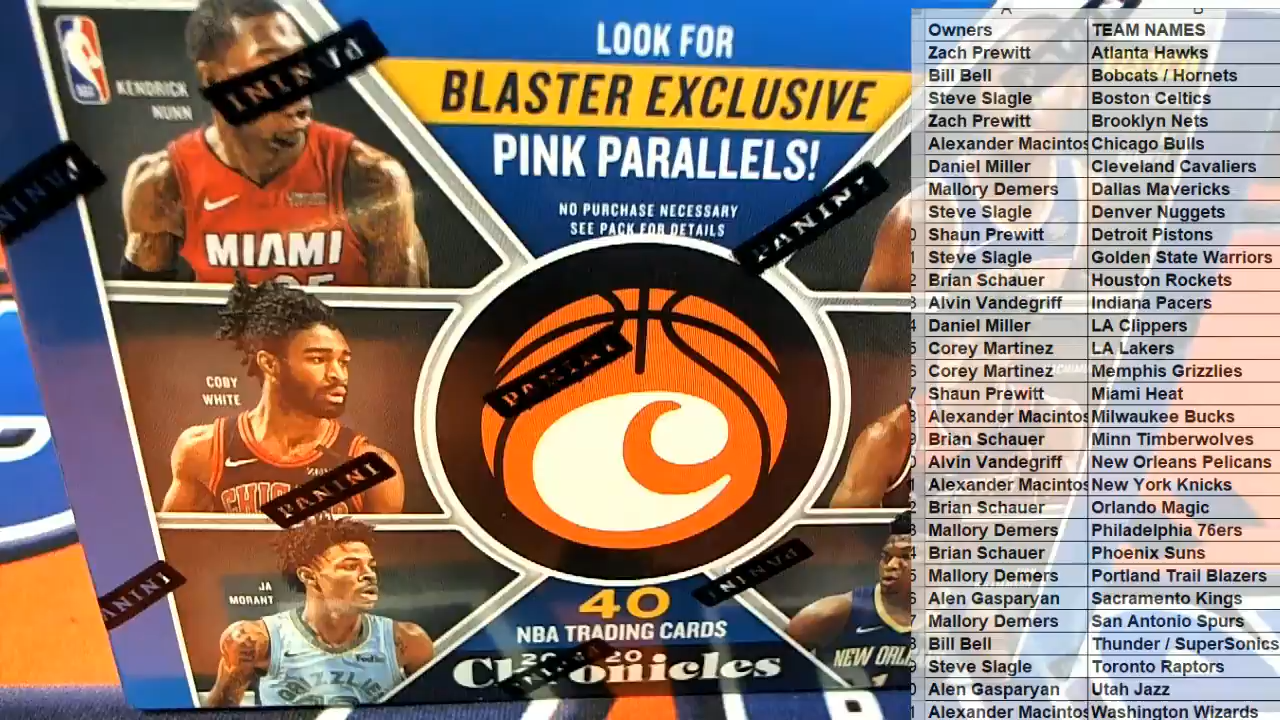 LOOK FOR
BLASTER EXCLUSIVE
PINK PARALLELS!
NO PURCHASE NECESSARY
SEE PACK FOR DETAILS
KENDRICK
NUNN
MIAMI
PANINI
PANINI
PANINI
PANINI
COBY
WHITE
PANINI
JA
MORANT
PANINI
PANINI
FedEx
GRIZZLIES
40
NBA TRADING CARDS
Chronicles
NEW ORL
A B
Owners TEAM NAMES
Zach Prewitt Atlanta Hawks
Bill Bell Bobcats / Hornets
Steve Slagle Boston Celtics
Zach Prewitt Brooklyn Nets
Alexander Macintos Chicago Bulls
Daniel Miller Cleveland Cavaliers
Mallory Demers Dallas Mavericks
Steve Slagle Denver Nuggets
Shaun Prewitt Detroit Pistons
Steve Slagle Golden State Warriors
Brian Schauer Houston Rockets
Alvin Vandegriff Indiana Pacers
Daniel Miller LA Clippers
Corey Martinez LA Lakers
Corey Martinez Memphis Grizzlies
Shaun Prewitt Miami Heat
Alexander Macintos Milwaukee Bucks
Brian Schauer Minn Timberwolves
Alvin Vandegriff New Orleans Pelicans
Alexander Macintos New York Knicks
Brian Schauer Orlando Magic
Mallory Demers Philadelphia 76ers
Brian Schauer Phoenix Suns
Mallory Demers Portland Trail Blazers
Alen Gasparyan Sacramento Kings
Mallory Demers San Antonio Spurs
Bill Bell Thunder / SuperSonics
Steve Slagle Toronto Raptors
Alen Gasparyan Utah Jazz
Alexander Macintos Washington Wizards